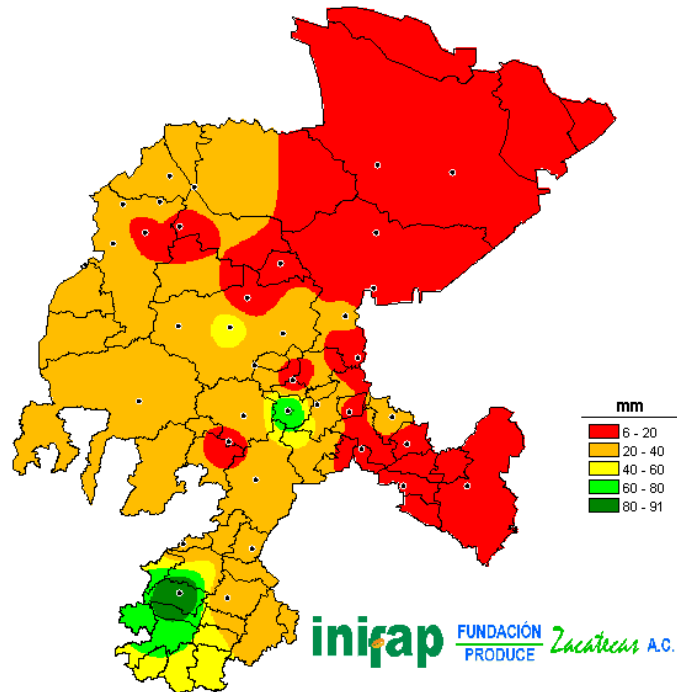 mm
6 - 20
20 - 40
40 - 60
60 - 80
80 - 91
inifap
FUNDACIÓN
PRODUCE
Zacatecas A.C.